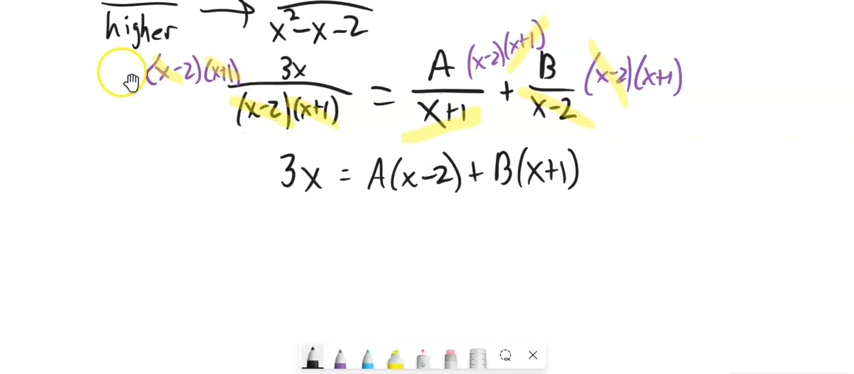 higher → x²-x-2
(x-2)(x+1) 3x/((x-2)(x+1)) = A/(x+1) (x-2)(x+1) + B/(x-2) (x-2)(x+1)
3x = A(x-2) + B(x+1)